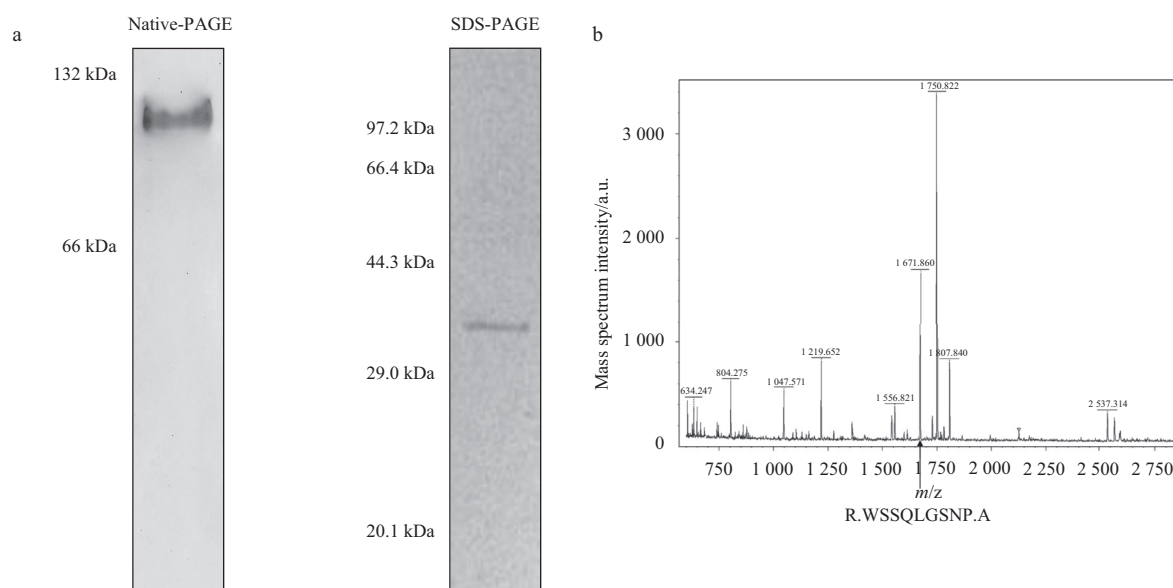 a
Native-PAGE
132 kDa
66 kDa
SDS-PAGE
97.2 kDa
66.4 kDa
44.3 kDa
29.0 kDa
20.1 kDa
b
Mass spectrum intensity/a.u.
3 000
2 000
1 000
0
634.247
804.275
1 047.571
1 219.652
1 556.821
1 671.860
1 750.822
1 807.840
2 537.314
750
1 000
1 250
1 500
1 750
2 000
2 250
2 500
2 750
m/z
R.WSSQLGSNP.A